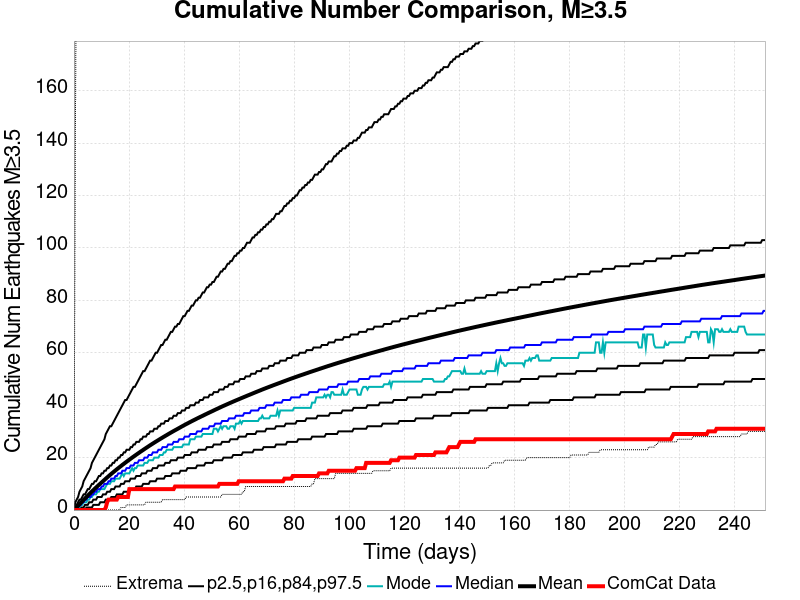 Cumulative Number Comparison, M≥3.5
Cumulative Num Earthquakes M≥3.5
160
140
120
100
80
60
40
20
0
0 20 40 60 80 100 120 140 160 180 200 220 240
Time (days)
Extrema p2.5,p16,p84,p97.5 Mode Median Mean ComCat Data